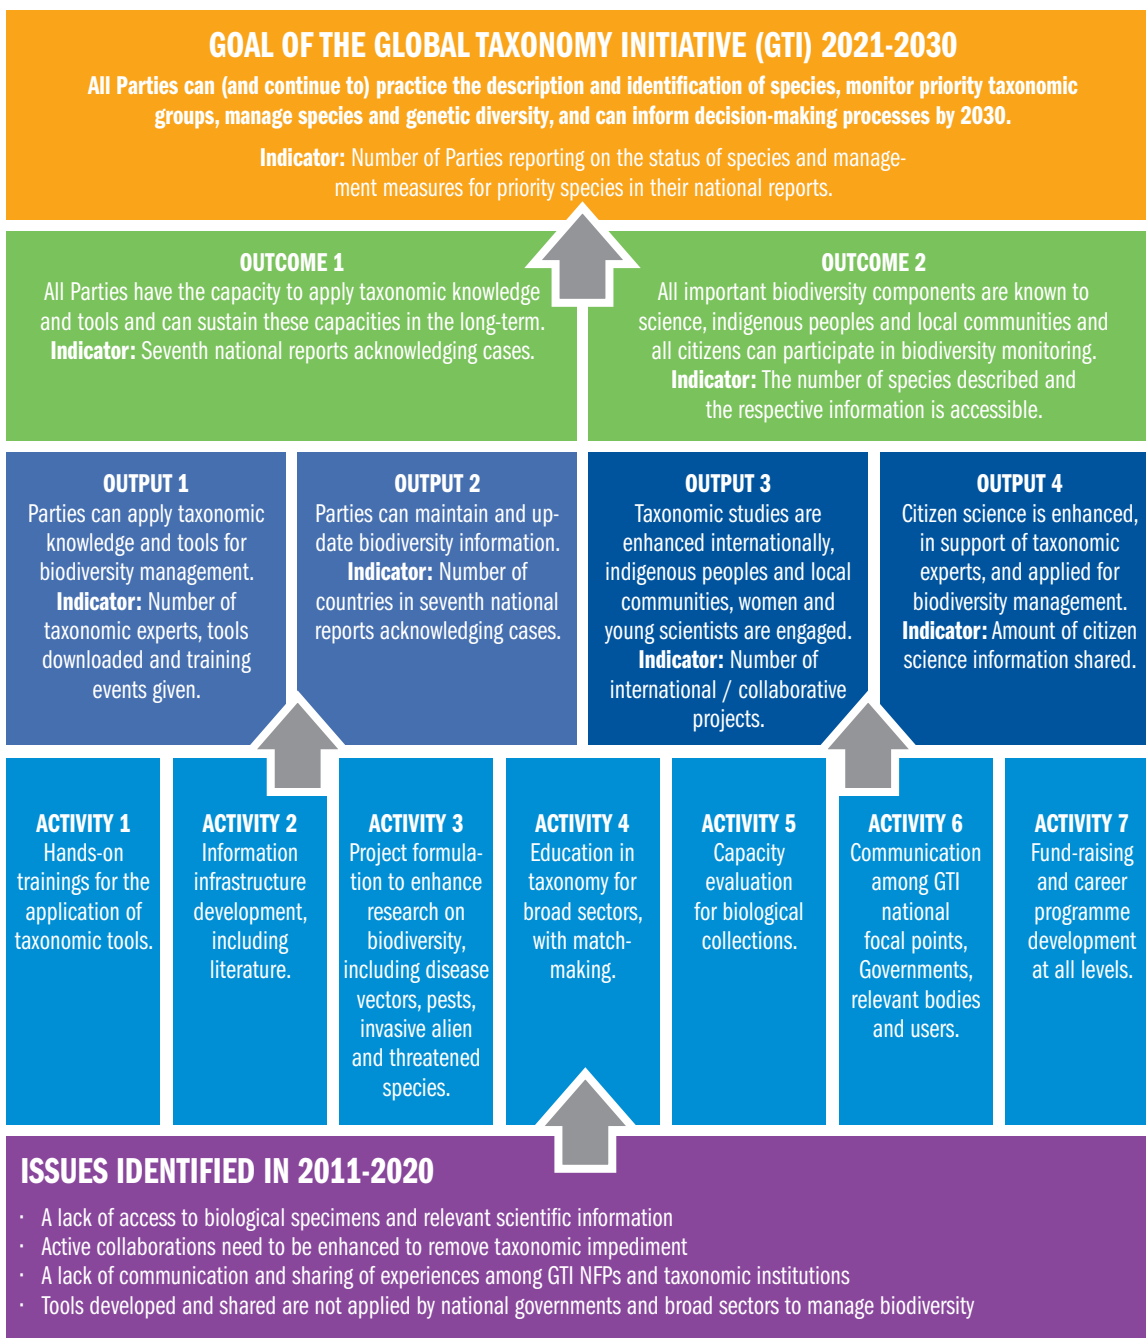 GOAL OF THE GLOBAL TAXONOMY INITIATIVE (GTI) 2021-2030
All Parties can (and continue to) practice the description and identification of species, monitor priority taxonomic
groups, manage species and genetic diversity, and can inform decision-making processes by 2030.
Indicator: Number of Parties reporting on the status of species and manage-
ment measures for priority species in their national reports.
OUTCOME 1
All Parties have the capacity to apply taxonomic knowledge
and tools and can sustain these capacities in the long-term.
Indicator: Seventh national reports acknowledging cases.
OUTCOME 2
All important biodiversity components are known to
science, indigenous peoples and local communities and
all citizens can participate in biodiversity monitoring.
Indicator: The number of species described and
the respective information is accessible.
OUTPUT 1
Parties can apply taxonomic
knowledge and tools for
biodiversity management.
Indicator: Number of
taxonomic experts, tools
downloaded and training
events given.
OUTPUT 2
Parties can maintain and up-
date biodiversity information.
Indicator: Number of
countries in seventh national
reports acknowledging cases.
OUTPUT 3
Taxonomic studies are
enhanced internationally,
indigenous peoples and local
communities, women and
young scientists are engaged.
Indicator: Number of
international / collaborative
projects.
OUTPUT 4
Citizen science is enhanced,
in support of taxonomic
experts, and applied for
biodiversity management.
Indicator: Amount of citizen
science information shared.
ACTIVITY 1
Hands-on
trainings for the
application of
taxonomic tools.
ACTIVITY 2
Information
infrastructure
development,
including
literature.
ACTIVITY 3
Project formula-
tion to enhance
research on
biodiversity,
including disease
vectors, pests,
invasive alien
and threatened
species.
ACTIVITY 4
Education in
taxonomy for
broad sectors,
with match-
making.
ACTIVITY 5
Capacity
evaluation
for biological
collections.
ACTIVITY 6
Communication
among GTI
national
focal points,
Governments,
relevant bodies
and users.
ACTIVITY 7
Fund-raising
and career
programme
development
at all levels.
ISSUES IDENTIFIED IN 2011-2020
· A lack of access to biological specimens and relevant scientific information
· Active collaborations need to be enhanced to remove taxonomic impediment
· A lack of communication and sharing of experiences among GTI NFPs and taxonomic institutions
· Tools developed and shared are not applied by national governments and broad sectors to manage biodiversity